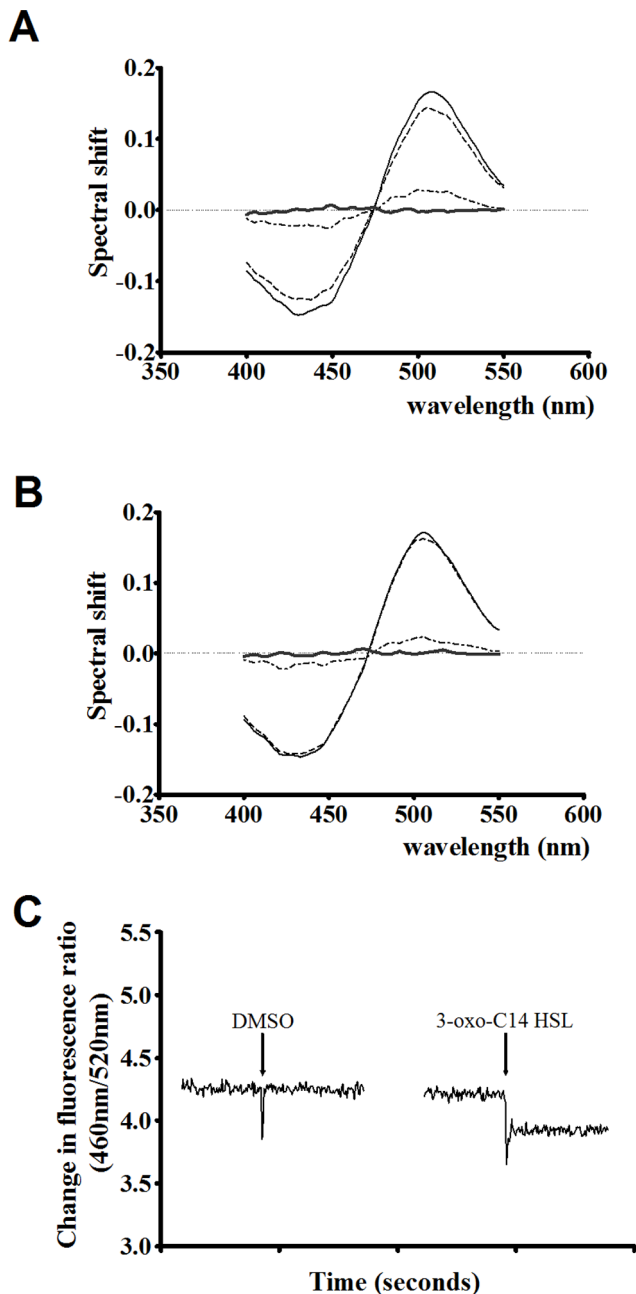 A
Spectral shift
0.2
0.1
0.0
-0.1
-0.2
350 400 450 500 550 600
wavelength (nm)
B
Spectral shift
0.2
0.1
0.0
-0.1
-0.2
350 400 450 500 550 600
wavelength (nm)
C
Change in fluorescence ratio
(460nm/520nm)
5.5
5.0
4.5
4.0
3.5
3.0
DMSO
3-oxo-C14 HSL
Time (seconds)